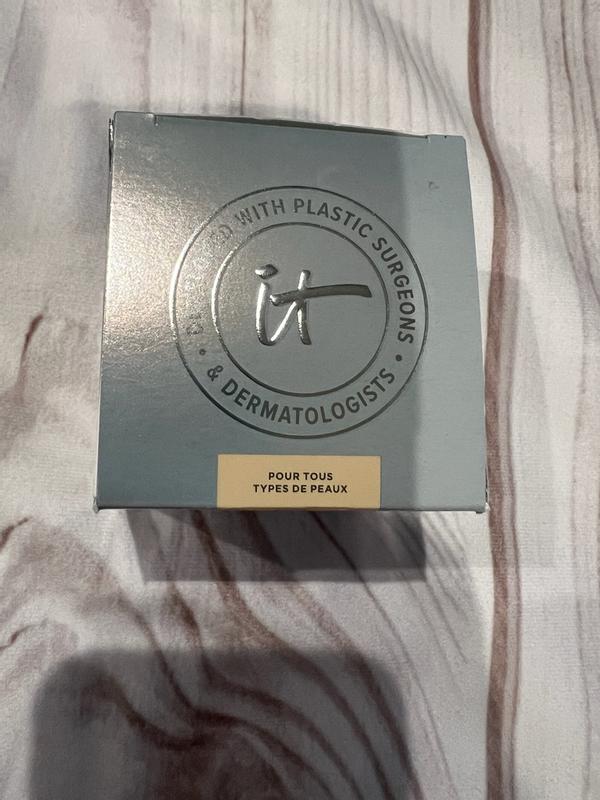 WITH PLASTIC SURGEONS
& DERMATOLOGISTS
it
POUR TOUS
TYPES DE PEAUX